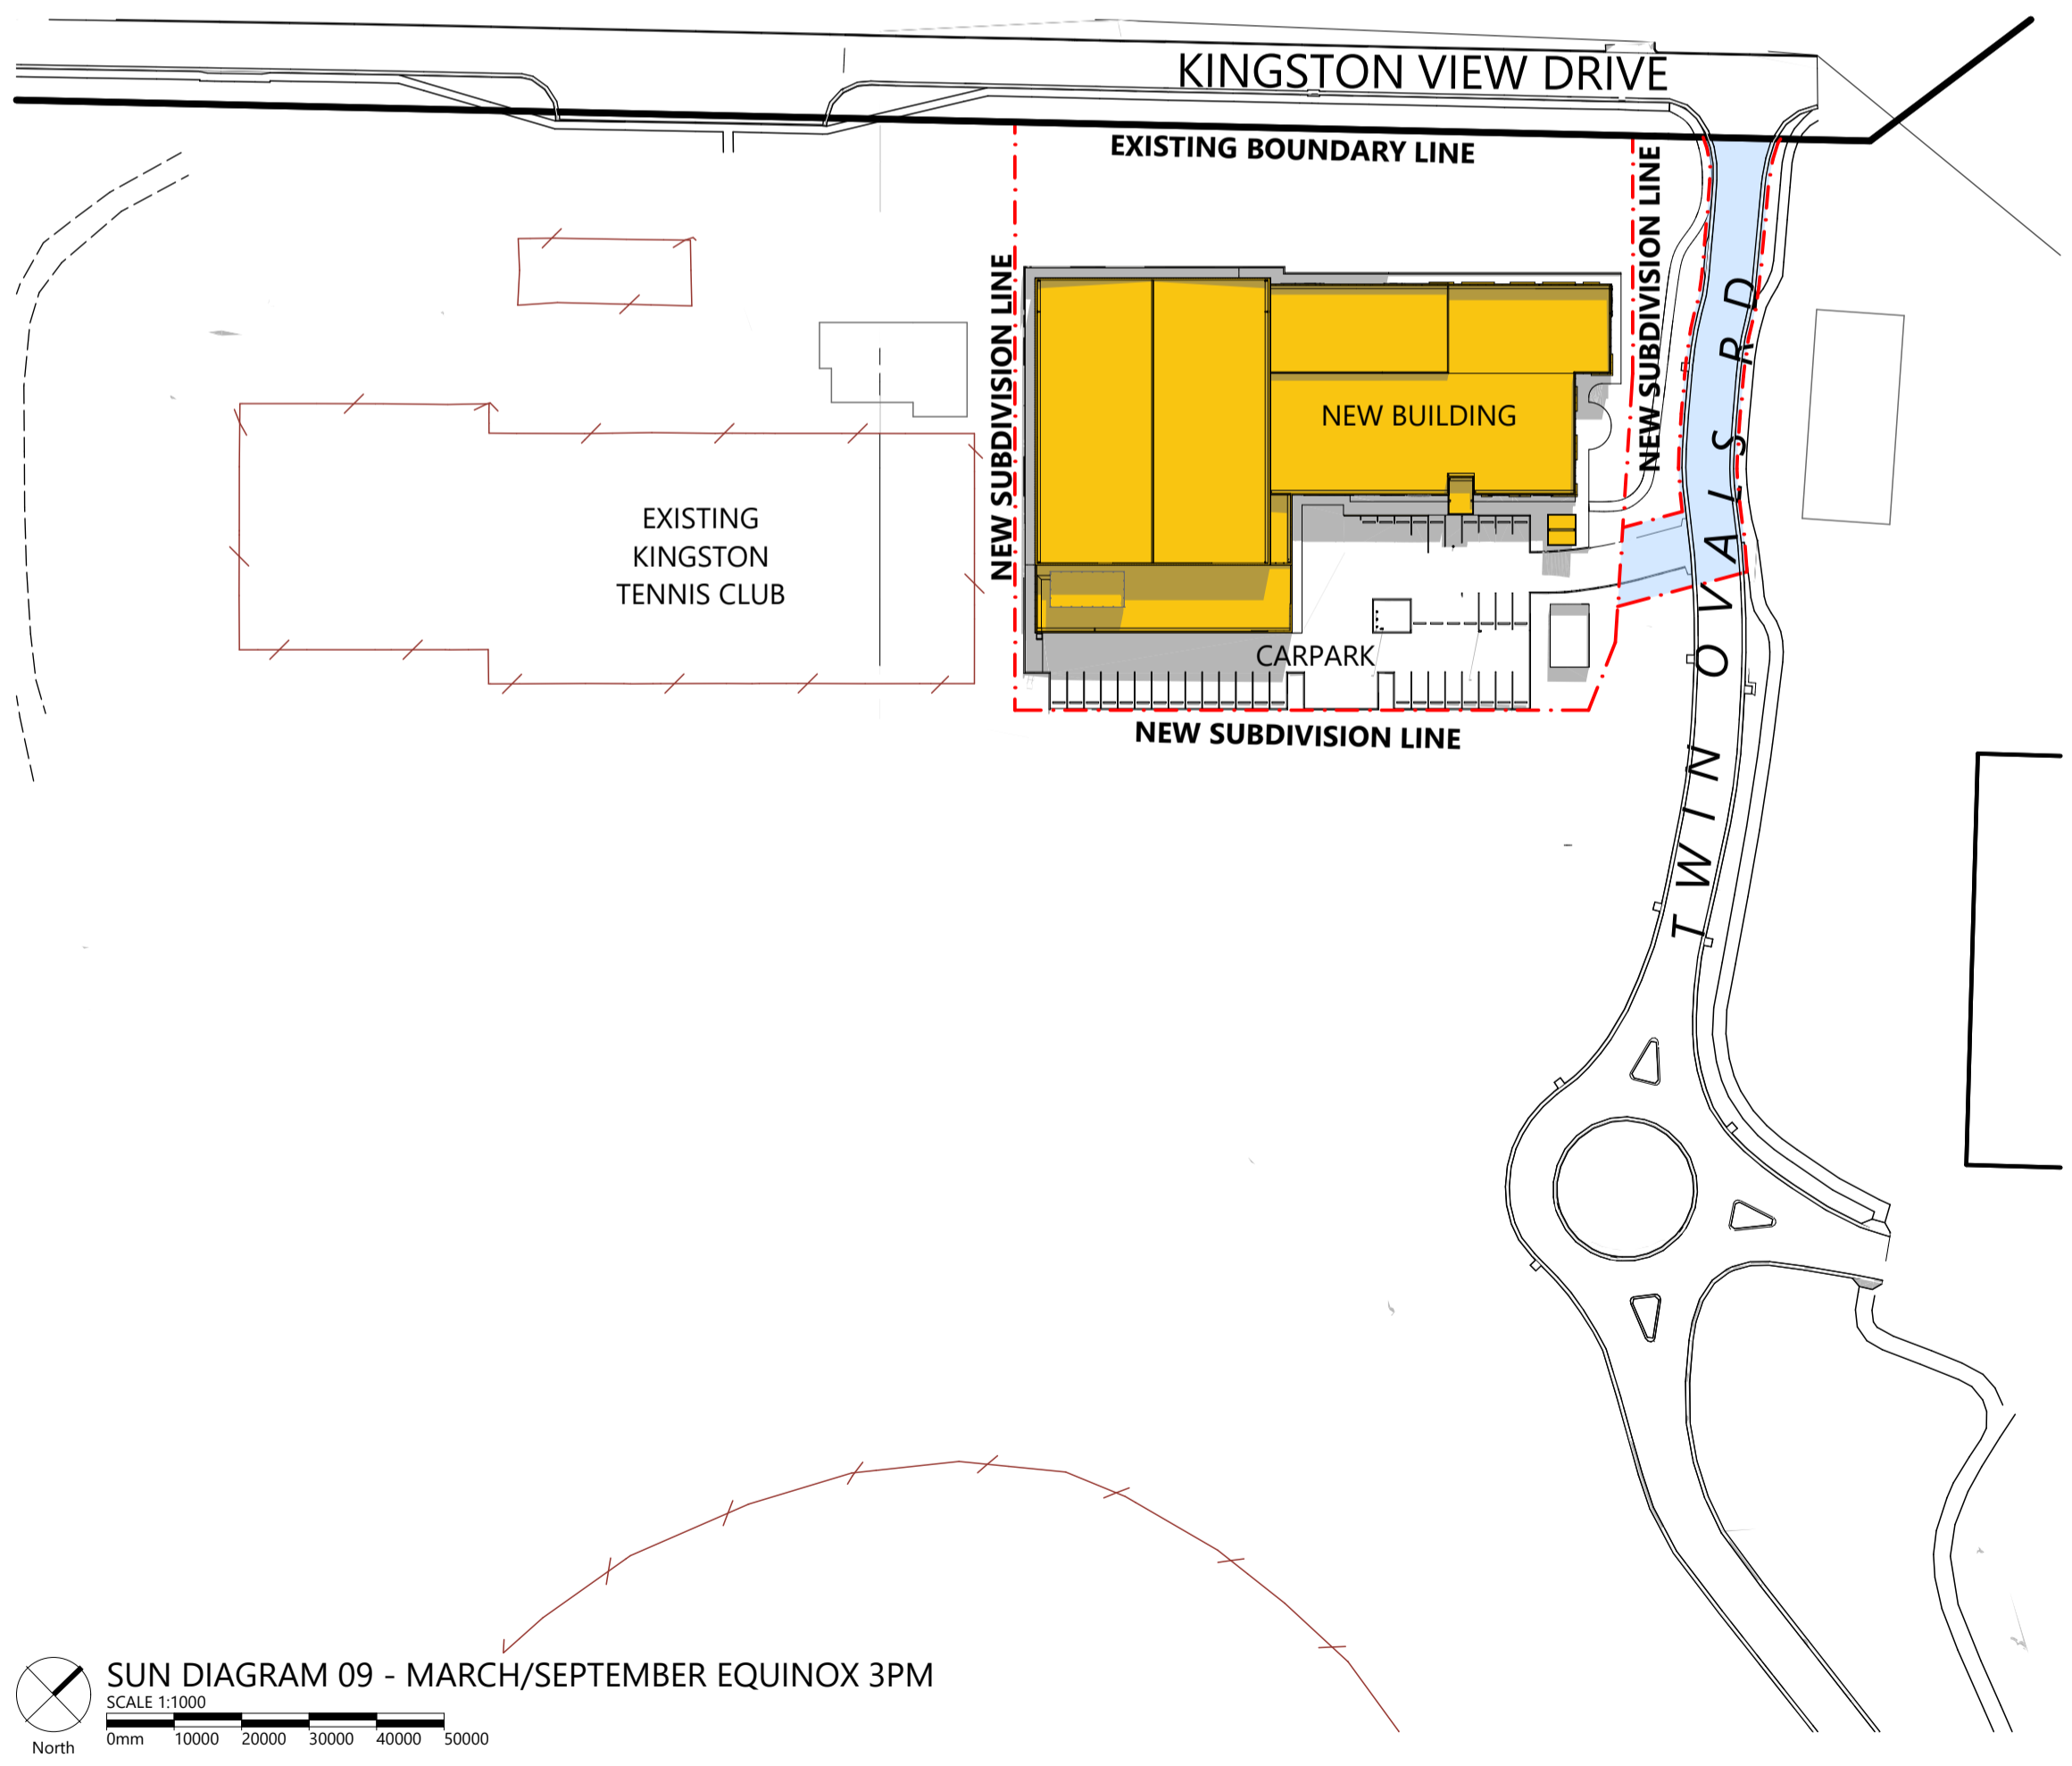 KINGSTON VIEW DRIVE
EXISTING BOUNDARY LINE
NEW SUBDIVISION LINE
NEW SUBDIVISION LINE
NEW BUILDING
TWIN OVALS RD
EXISTING
KINGSTON
TENNIS CLUB
CARPARK
NEW SUBDIVISION LINE
SUN DIAGRAM 09 - MARCH/SEPTEMBER EQUINOX 3PM
SCALE 1:1000
0mm 10000 20000 30000 40000 50000
North